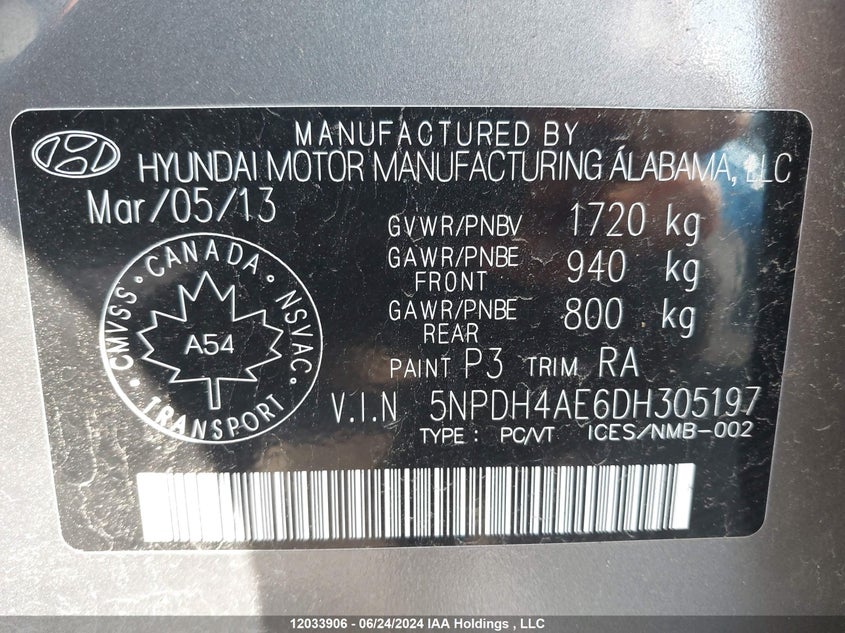 MANUFACTURED BY
HYUNDAI MOTOR MANUFACTURING ALABAMA, LLC
Mar/05/13
GVWR/PNBV 1720 kg
GAWR/PNBE FRONT 940 kg
GAWR/PNBE REAR 800 kg
CANADA
CMVSS
NSVAC
A54
TRANSPORT
PAINT P3 TRIM RA
V.I.N 5NPDH4AE6DH305197
TYPE : PC/VT ICES/NMB-002
12033906 - 06/24/2024 IAA Holdings , LLC